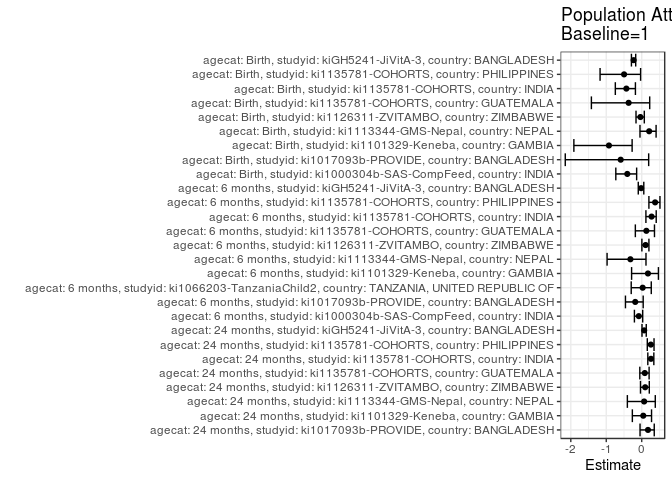 Population Att
Baseline=1
agecat: Birth, studyid: kiGH5241-JiVitA-3, country: BANGLADESH
agecat: Birth, studyid: ki1135781-COHORTS, country: PHILIPPINES
agecat: Birth, studyid: ki1135781-COHORTS, country: INDIA
agecat: Birth, studyid: ki1135781-COHORTS, country: GUATEMALA
agecat: Birth, studyid: ki1126311-ZVITAMBO, country: ZIMBABWE
agecat: Birth, studyid: ki1113344-GMS-Nepal, country: NEPAL
agecat: Birth, studyid: ki1101329-Keneba, country: GAMBIA
agecat: Birth, studyid: ki1017093b-PROVIDE, country: BANGLADESH
agecat: Birth, studyid: ki1000304b-SAS-CompFeed, country: INDIA
agecat: 6 months, studyid: kiGH5241-JiVitA-3, country: BANGLADESH
agecat: 6 months, studyid: ki1135781-COHORTS, country: PHILIPPINES
agecat: 6 months, studyid: ki1135781-COHORTS, country: INDIA
agecat: 6 months, studyid: ki1135781-COHORTS, country: GUATEMALA
agecat: 6 months, studyid: ki1126311-ZVITAMBO, country: ZIMBABWE
agecat: 6 months, studyid: ki1113344-GMS-Nepal, country: NEPAL
agecat: 6 months, studyid: ki1101329-Keneba, country: GAMBIA
agecat: 6 months, studyid: ki1066203-TanzaniaChild2, country: TANZANIA, UNITED REPUBLIC OF
agecat: 6 months, studyid: ki1017093b-PROVIDE, country: BANGLADESH
agecat: 6 months, studyid: ki1000304b-SAS-CompFeed, country: INDIA
agecat: 24 months, studyid: kiGH5241-JiVitA-3, country: BANGLADESH
agecat: 24 months, studyid: ki1135781-COHORTS, country: PHILIPPINES
agecat: 24 months, studyid: ki1135781-COHORTS, country: INDIA
agecat: 24 months, studyid: ki1135781-COHORTS, country: GUATEMALA
agecat: 24 months, studyid: ki1126311-ZVITAMBO, country: ZIMBABWE
agecat: 24 months, studyid: ki1113344-GMS-Nepal, country: NEPAL
agecat: 24 months, studyid: ki1101329-Keneba, country: GAMBIA
agecat: 24 months, studyid: ki1017093b-PROVIDE, country: BANGLADESH
-2 -1 0
Estimate